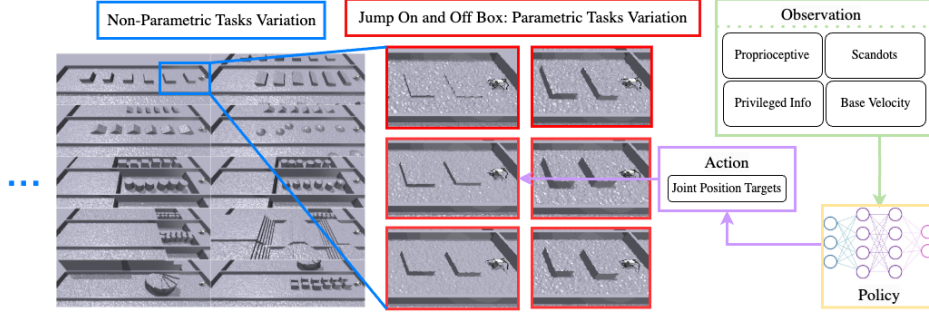 Non-Parametric Tasks Variation
Jump On and Off Box: Parametric Tasks Variation
Observation
Proprioceptive
Scandots
Privileged Info
Base Velocity
Action
Joint Position Targets
Policy
...